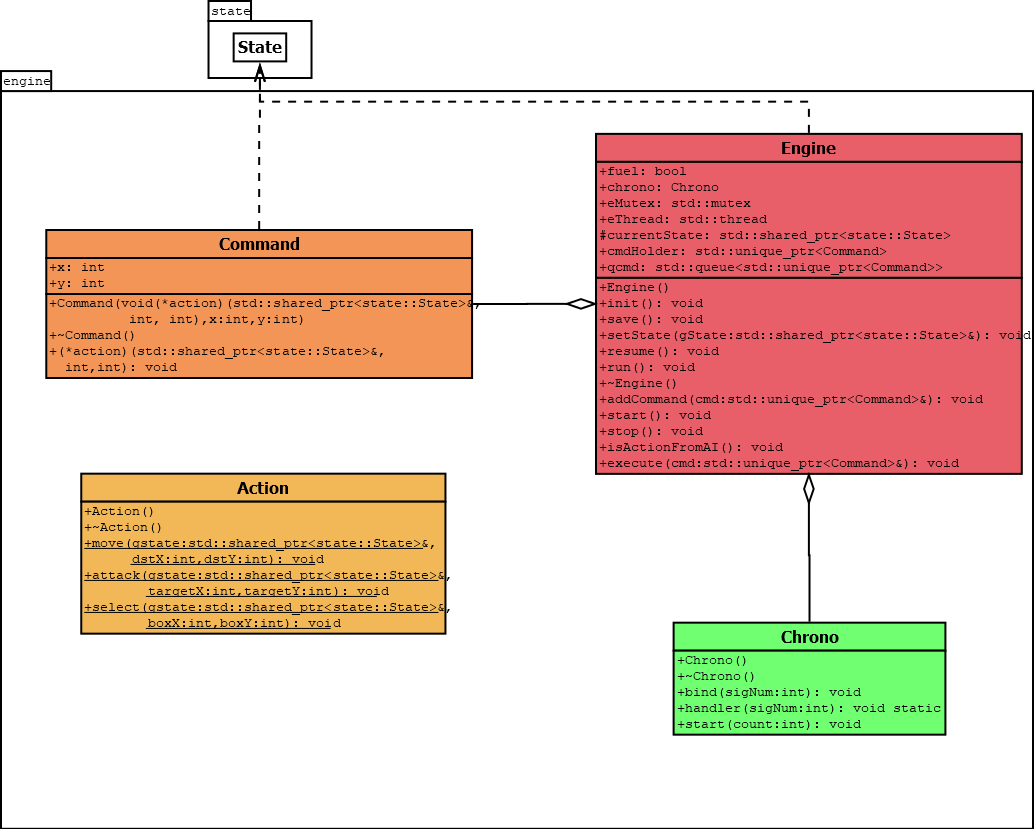 state
State
engine
Engine
+fuel: bool
+chrono: Chrono
+eMutex: std::mutex
+eThread: std::thread
#currentState: std::shared_ptr<state::State>
+cmdHolder: std::unique_ptr<Command>
+qcmd: std::queue<std::unique_ptr<Command>>
+Engine()
+init(): void
+save(): void
+setState(gState:std::shared_ptr<state::State>&): void
+resume(): void
+run(): void
+~Engine()
+addCommand(cmd:std::unique_ptr<Command>&): void
+start(): void
+stop(): void
+isActionFromAI(): void
+execute(cmd:std::unique_ptr<Command>&): void
Command
+x: int
+y: int
+Command(void(*action)(std::shared_ptr<state::State>&,
int, int),x:int,y:int)
+~Command()
+(*action)(std::shared_ptr<state::State>&,
int,int): void
Action
+Action()
+~Action()
+move(gstate:std::shared_ptr<state::State>&,
dstX:int,dstY:int): void
+attack(gstate:std::shared_ptr<state::State>&,
targetX:int,targetY:int): void
+select(gstate:std::shared_ptr<state::State>&,
boxX:int,boxY:int): void
Chrono
+Chrono()
+~Chrono()
+bind(sigNum:int): void
+handler(sigNum:int): void static
+start(count:int): void